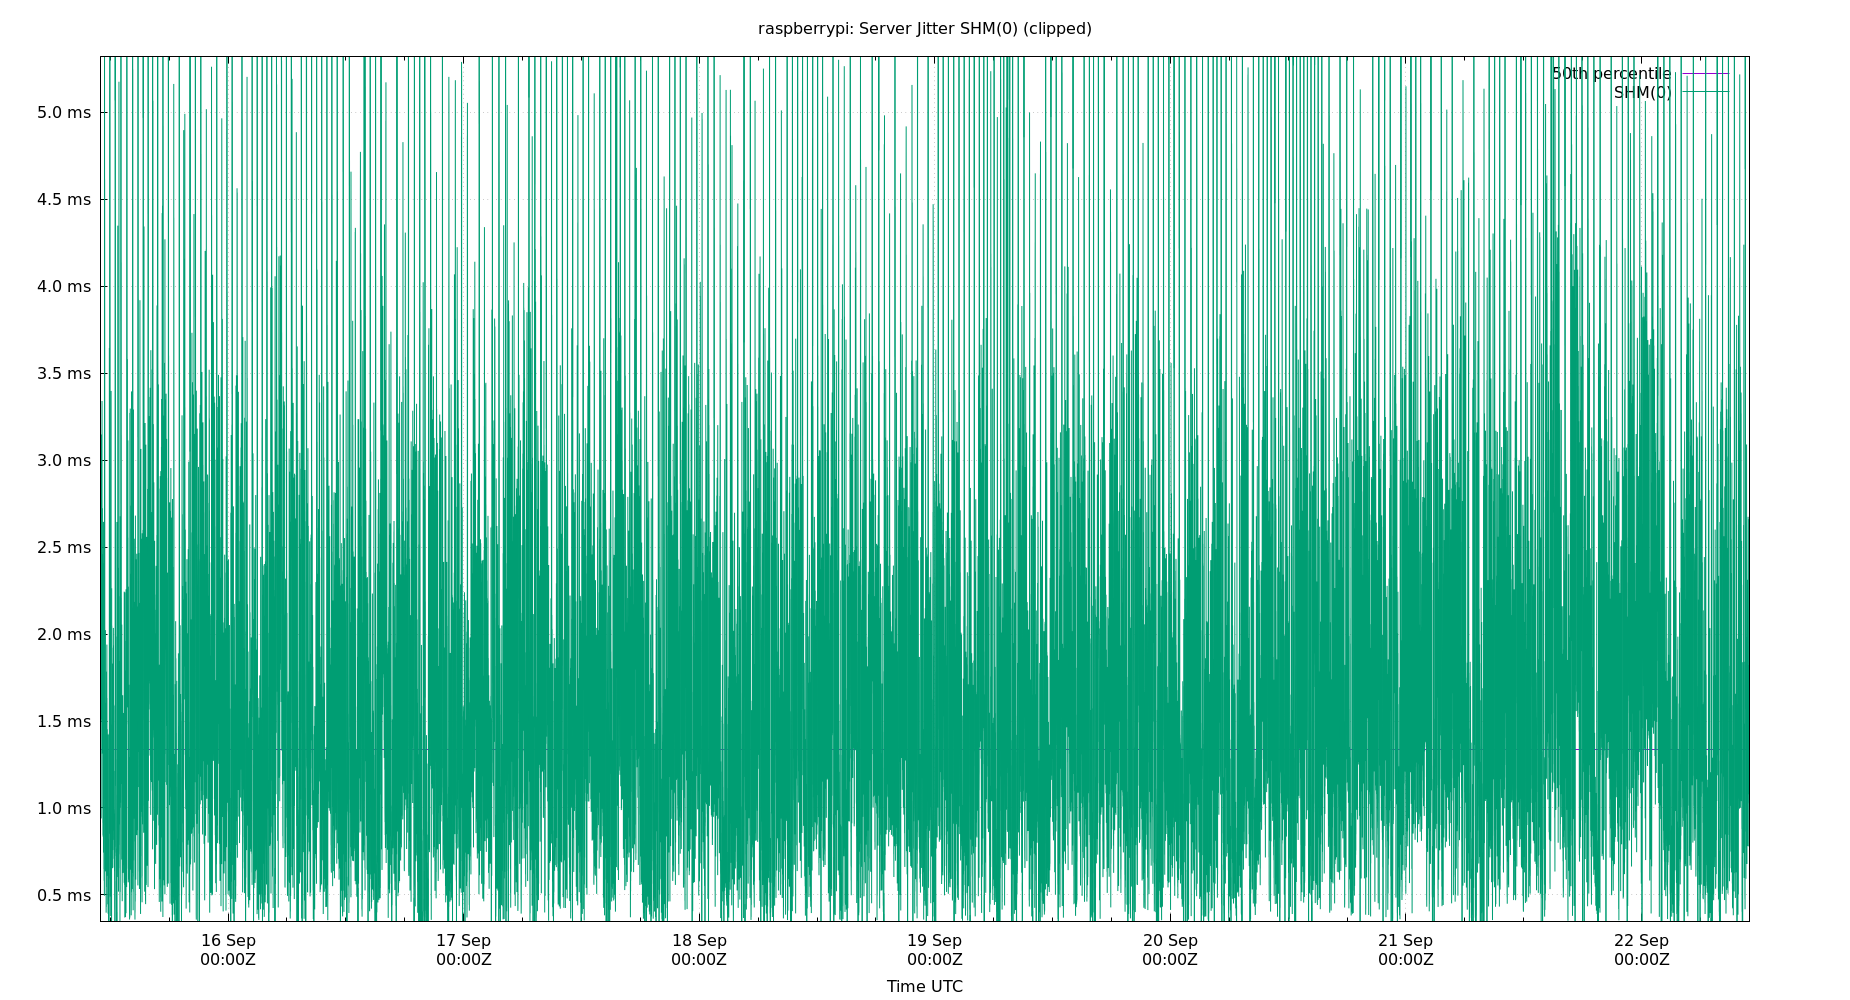 raspberrypi: Server Jitter SHM(0) (clipped)
50th percentile
SHM(0)
5.0 ms
4.5 ms
4.0 ms
3.5 ms
3.0 ms
2.5 ms
2.0 ms
1.5 ms
1.0 ms
0.5 ms
16 Sep 17 Sep 18 Sep 19 Sep 20 Sep 21 Sep 22 Sep
00:00Z 00:00Z 00:00Z 00:00Z 00:00Z 00:00Z 00:00Z
Time UTC